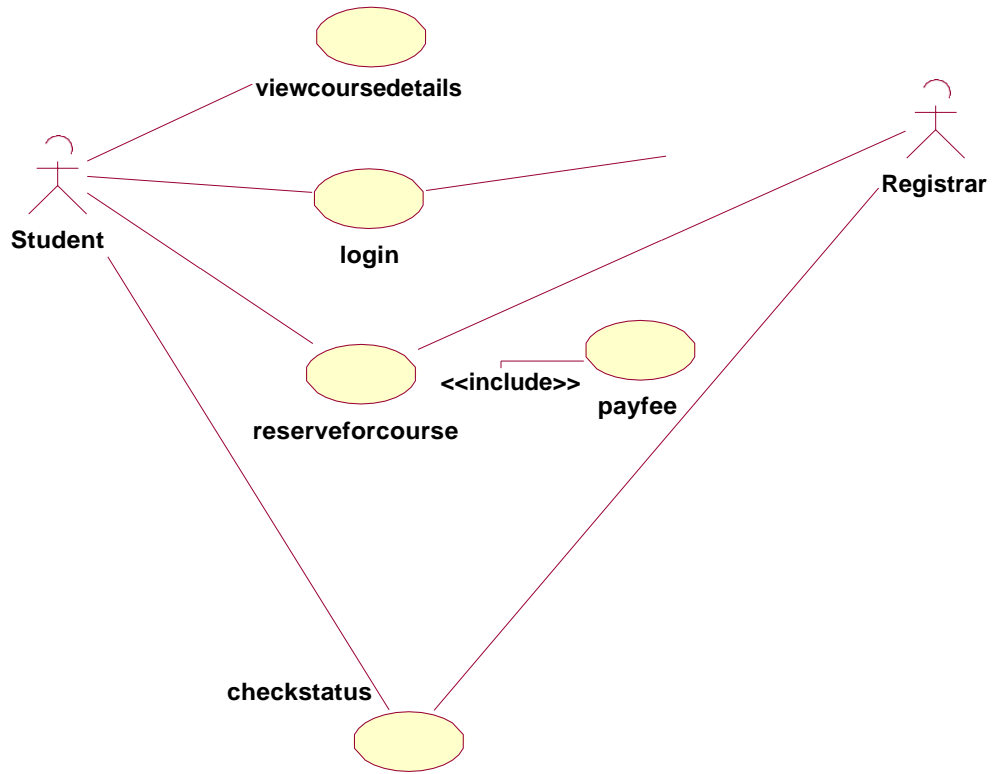 viewcoursedetails
Registrar
Student
login
<<include>>
payfee
reserveforcourse
checkstatus